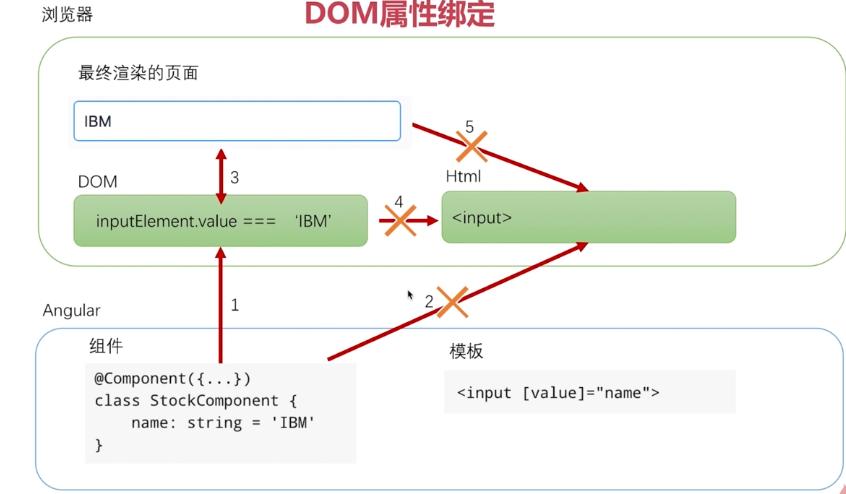 浏览器
DOM属性绑定
最终渲染的页面
IBM
5
3
DOM
Html
4
inputElement.value === ‘IBM’
<input>
1
2
Angular
组件
模板
@Component({...})
class StockComponent {
name: string = 'IBM'
}
<input [value]="name">